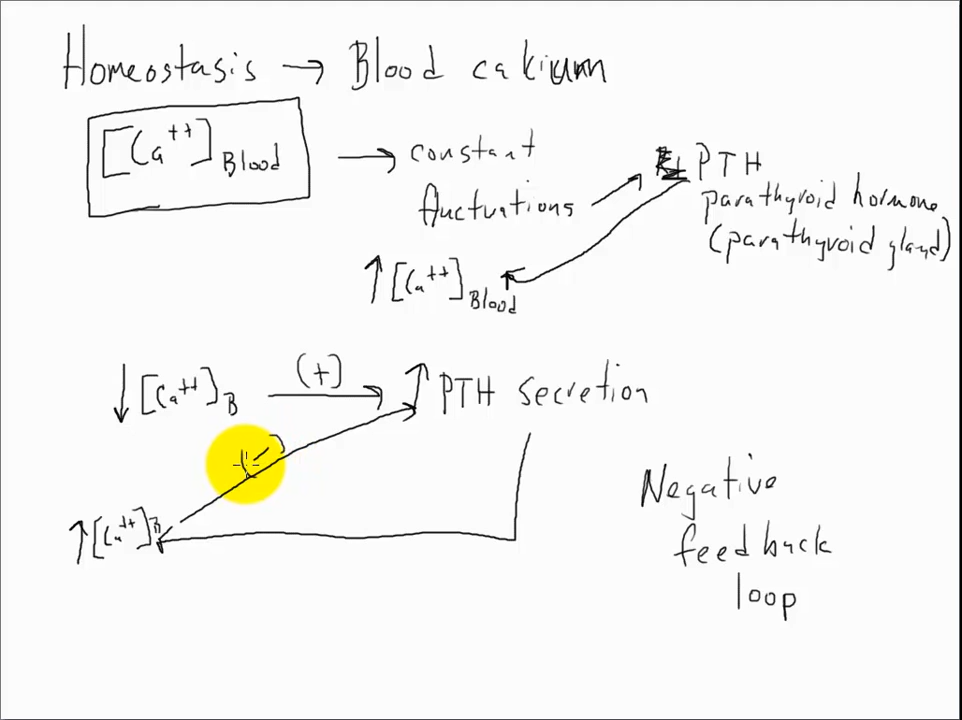 Homeostasis → Blood calcium
[Ca++]Blood → constant fluctuations
PTH
parathyroid hormone
(parathyroid gland)
↑ [Ca++]Blood
↓ [Ca++]B (+) → ↑ PTH secretion
(-)
↑ [Ca++]B
Negative
feedback
loop